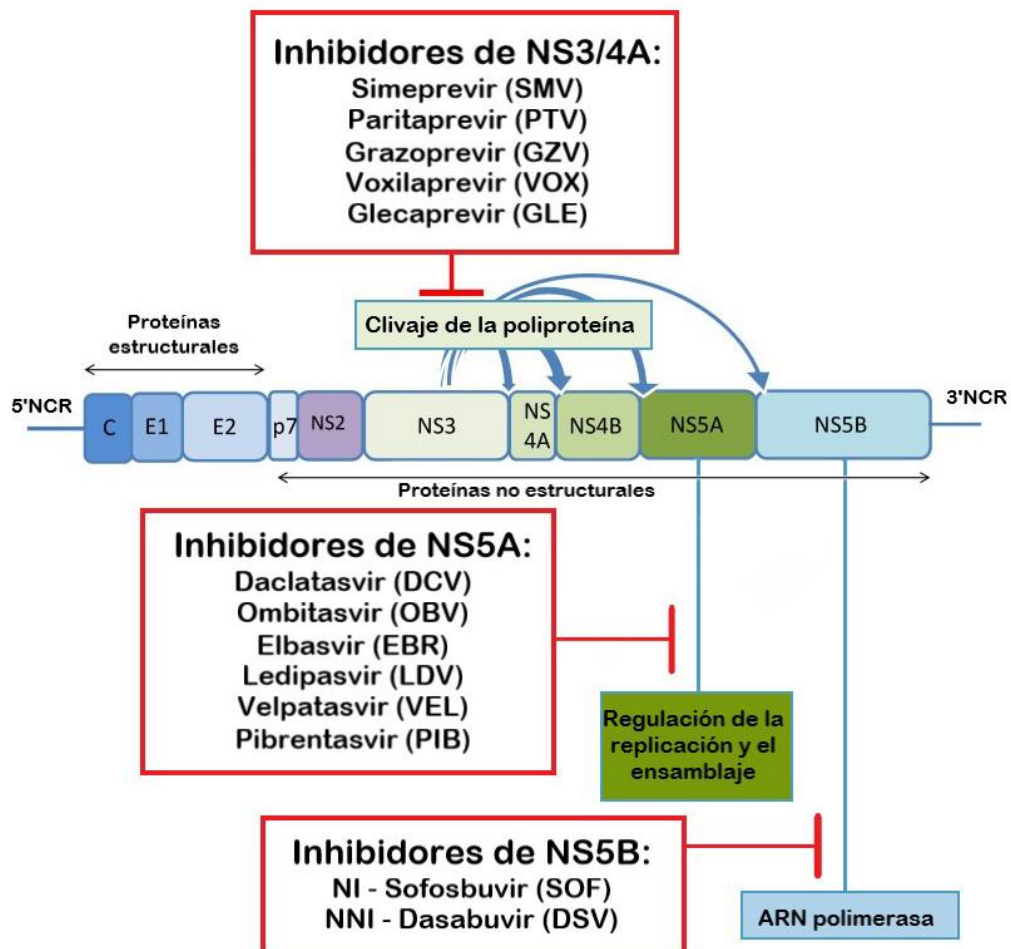 Inhibidores de NS3/4A:
Simeprevir (SMV)
Paritaprevir (PTV)
Grazoprevir (GZV)
Voxilaprevir (VOX)
Glecaprevir (GLE)
Clivaje de la poliproteína
Proteínas
estructurales
5'NCR
C
E1
E2
p7
NS2
NS3
NS
4A
NS4B
NS5A
NS5B
3'NCR
Proteínas no estructurales
Inhibidores de NS5A:
Daclatasvir (DCV)
Ombitasvir (OBV)
Elbasvir (EBR)
Ledipasvir (LDV)
Velpatasvir (VEL)
Pibrentasvir (PIB)
Regulación de la
replicación y el
ensamblaje
Inhibidores de NS5B:
NI - Sofosbuvir (SOF)
NNI - Dasabuvir (DSV)
ARN polimerasa